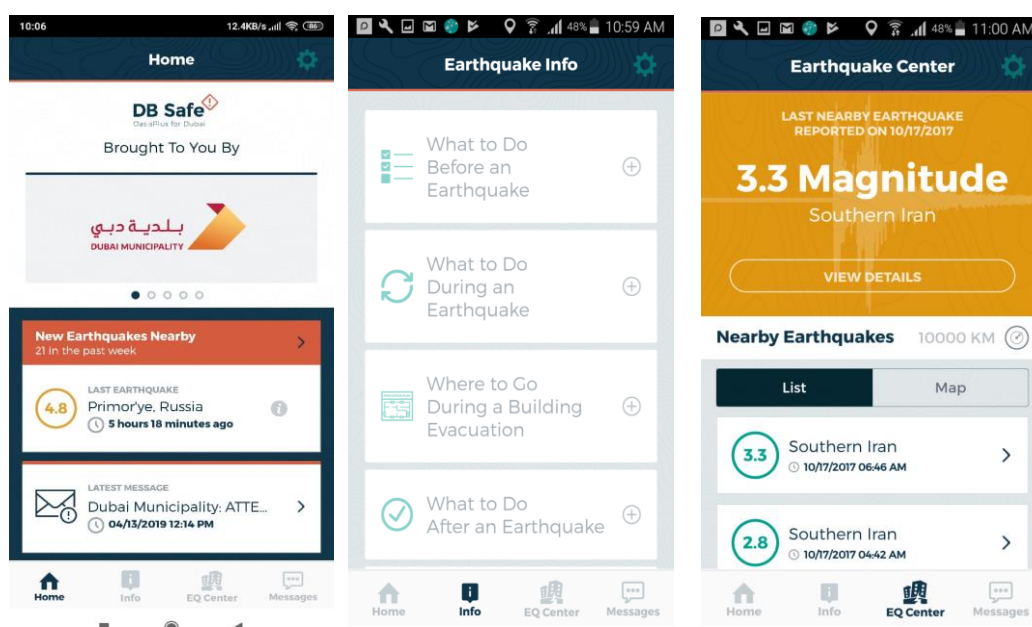 10:06
12.4KB/s
86
Home
DB Safe
Brought To You By
بلدية دبي
DUBAI MUNICIPALITY
New Earthquakes Nearby
21 in the past week
4.8
LAST EARTHQUAKE
Primor'ye, Russia
5 hours 18 minutes ago
LATEST MESSAGE
Dubai Municipality: ATTE...
04/13/2019 12:14 PM
Home
Info
EQ Center
Messages
48%
10:59 AM
Earthquake Info
What to Do
Before an
Earthquake
What to Do
During an
Earthquake
Where to Go
During a Building
Evacuation
What to Do
After an Earthquake
Home
Info
EQ Center
Messages
48%
11:00 AM
Earthquake Center
LAST NEARBY EARTHQUAKE
REPORTED ON 10/17/2017
3.3 Magnitude
Southern Iran
VIEW DETAILS
Nearby Earthquakes
10000 KM
List
Map
3.3
Southern Iran
10/17/2017 06:46 AM
2.8
Southern Iran
10/17/2017 04:42 AM
Home
Info
EQ Center
Messages